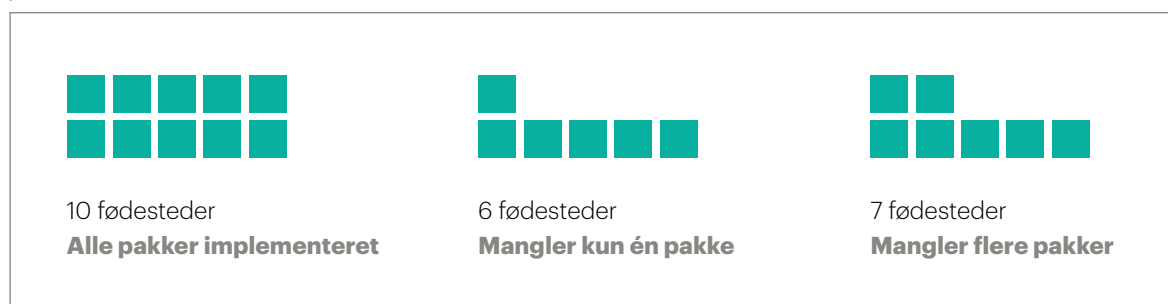 10 fødesteder
Alle pakker implementeret
6 fødesteder
Mangler kun én pakke
7 fødesteder
Mangler flere pakker